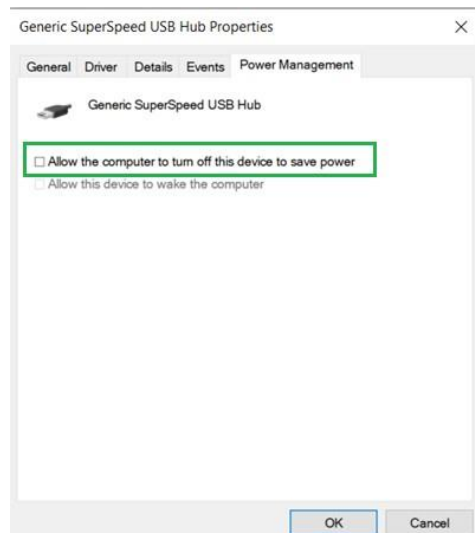 Generic SuperSpeed USB Hub Properties
General Driver Details Events Power Management
Generic SuperSpeed USB Hub
Allow the computer to turn off this device to save power
Allow this device to wake the computer
OK Cancel